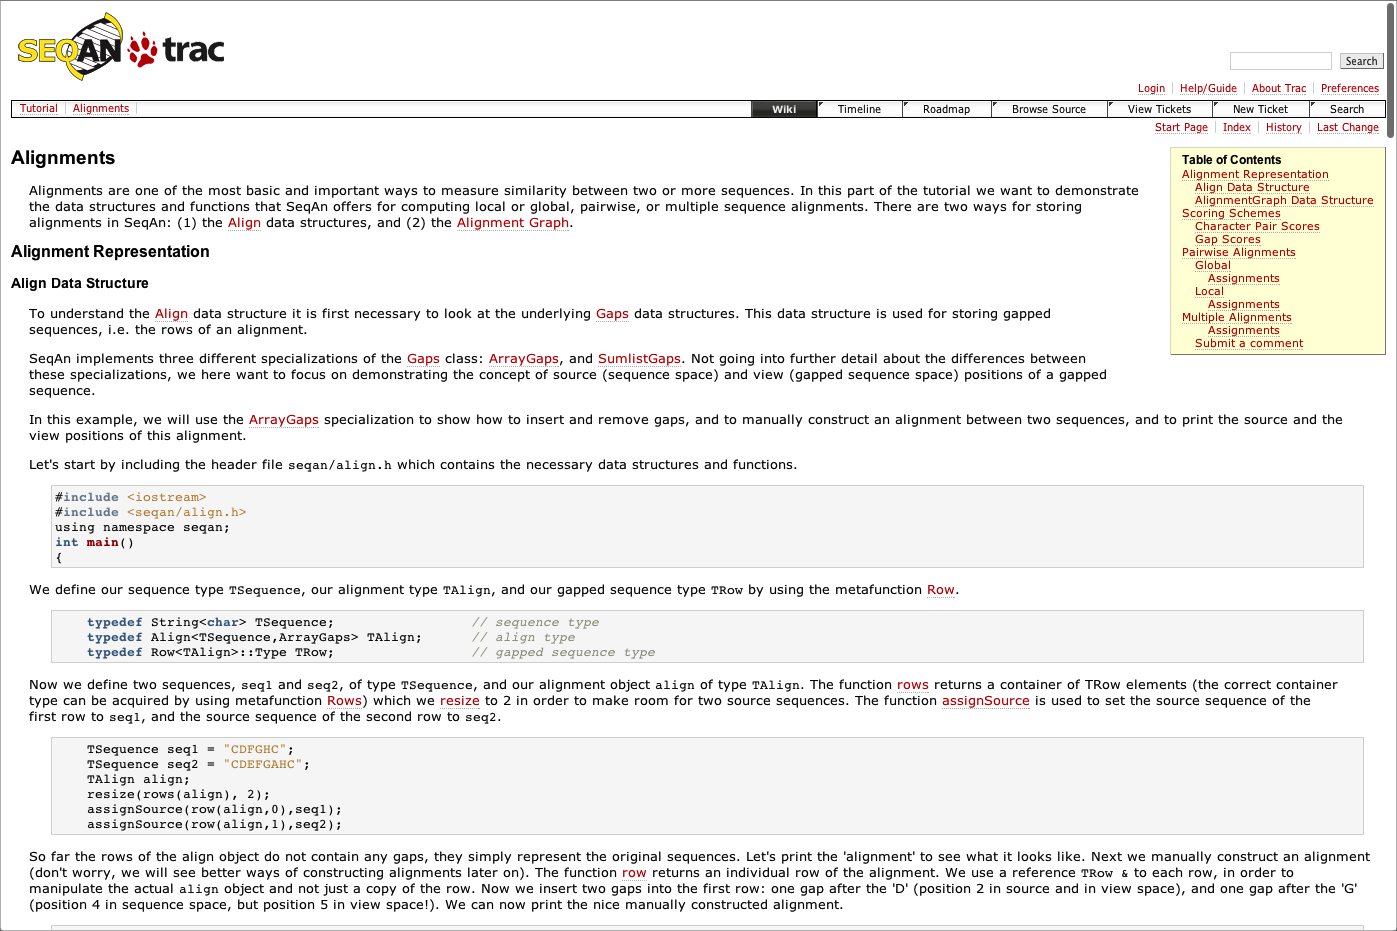 SEQAN trac
Search
Login Help/Guide About Trac Preferences
Tutorial Alignments
Wiki Timeline Roadmap Browse Source View Tickets New Ticket Search
Start Page Index History Last Change
Alignments
Alignments are one of the most basic and important ways to measure similarity between two or more sequences. In this part of the tutorial we want to demonstrate
the data structures and functions that SeqAn offers for computing local or global, pairwise, or multiple sequence alignments. There are two ways for storing
alignments in SeqAn: (1) the Align data structures, and (2) the Alignment Graph.
Table of Contents
Alignment Representation
Align Data Structure
AlignmentGraph Data Structure
Scoring Schemes
Character Pair Scores
Gap Scores
Pairwise Alignments
Global
Assignments
Local
Assignments
Multiple Alignments
Assignments
Submit a comment
Alignment Representation
Align Data Structure
To understand the Align data structure it is first necessary to look at the underlying Gaps data structures. This data structure is used for storing gapped
sequences, i.e. the rows of an alignment.
SeqAn implements three different specializations of the Gaps class: ArrayGaps, and SumlistGaps. Not going into further detail about the differences between
these specializations, we here want to focus on demonstrating the concept of source (sequence space) and view (gapped sequence space) positions of a gapped
sequence.
In this example, we will use the ArrayGaps specialization to show how to insert and remove gaps, and to manually construct an alignment between two sequences, and to print the source and the
view positions of this alignment.
Let's start by including the header file seqan/align.h which contains the necessary data structures and functions.
#include <iostream>
#include <seqan/align.h>
using namespace seqan;
int main()
{
We define our sequence type TSequence, our alignment type TAlign, and our gapped sequence type TRow by using the metafunction Row.
typedef String<char> TSequence; // sequence type
typedef Align<TSequence,ArrayGaps> TAlign; // align type
typedef Row<TAlign>::Type TRow; // gapped sequence type
Now we define two sequences, seq1 and seq2, of type TSequence, and our alignment object align of type TAlign. The function rows returns a container of TRow elements (the correct container
type can be acquired by using metafunction Rows) which we resize to 2 in order to make room for two source sequences. The function assignSource is used to set the source sequence of the
first row to seq1, and the source sequence of the second row to seq2.
TSequence seq1 = "CDFGHC";
TSequence seq2 = "CDEFGAHC";
TAlign align;
resize(rows(align), 2);
assignSource(row(align,0),seq1);
assignSource(row(align,1),seq2);
So far the rows of the align object do not contain any gaps, they simply represent the original sequences. Let's print the 'alignment' to see what it looks like. Next we manually construct an alignment
(don't worry, we will see better ways of constructing alignments later on). The function row returns an individual row of the alignment. We use a reference TRow & to each row, in order to
manipulate the actual align object and not just a copy of the row. Now we insert two gaps into the first row: one gap after the 'D' (position 2 in source and in view space), and one gap after the 'G'
(position 4 in sequence space, but position 5 in view space!). We can now print the nice manually constructed alignment.